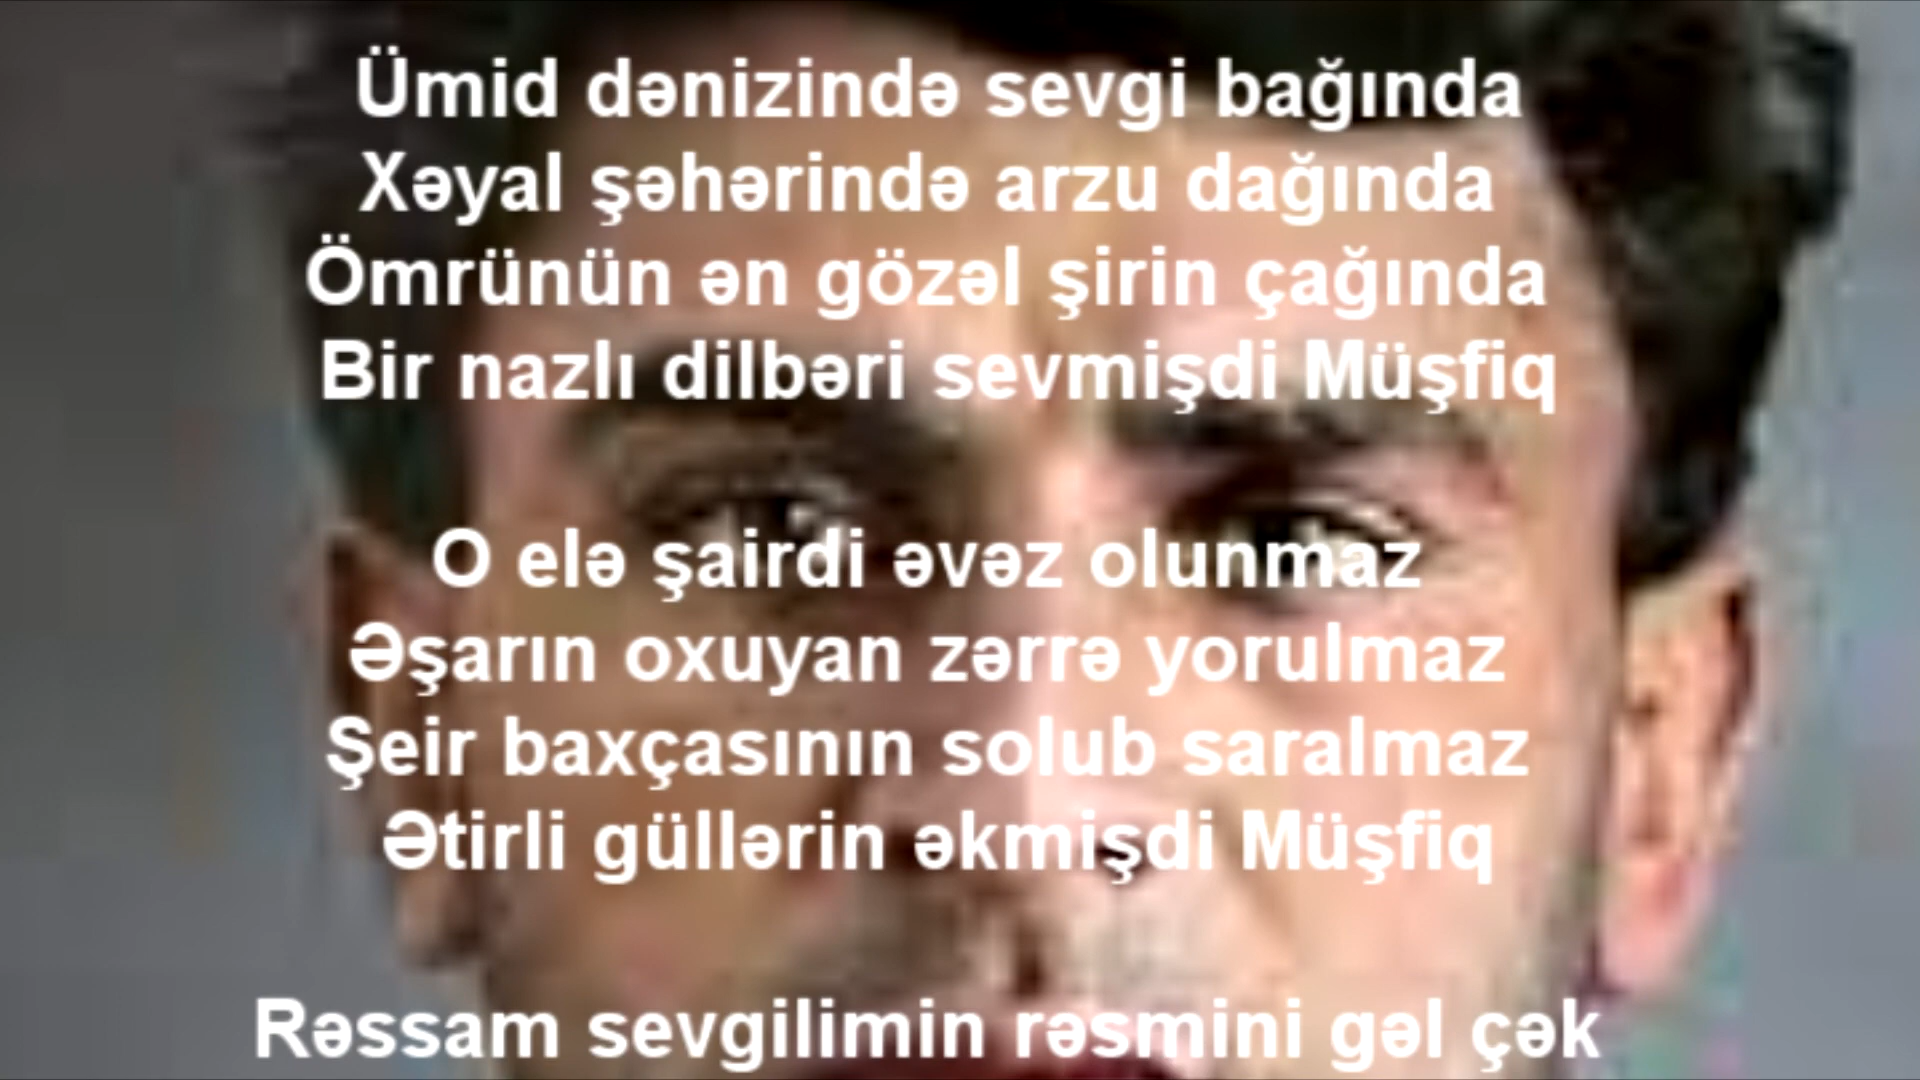 Ümid dənizində sevgi bağında
Xəyal şəhərində arzu dağında
Ömrünün ən gözəl şirin çağında
Bir nazlı dilbəri sevmişdi Müşfiq
O elə şairdi əvəz olunmaz
Əşarın oxuyan zərrə yorulmaz
Şeir baxçasının solub saralmaz
Ətirli güllərin əkmişdi Müşfiq
Rəssam sevgilimin rəsmini gəl çək